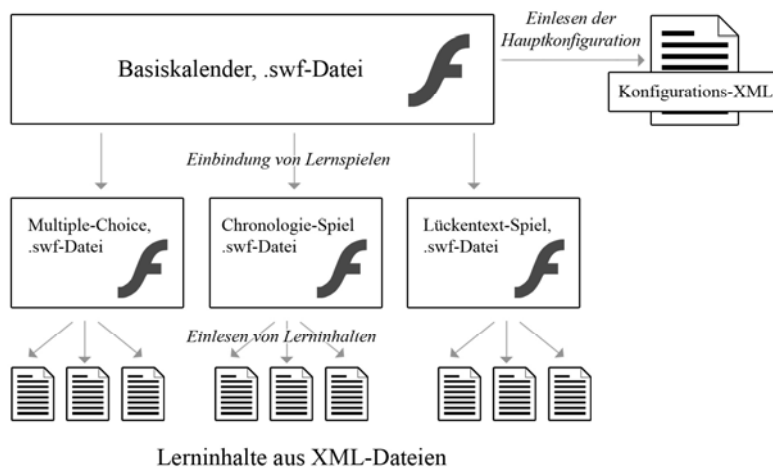 Einlesen der
Hauptkonfiguration
Basiskalender, .swf-Datei
Konfigurations-XML
Einbindung von Lernspielen
Multiple-Choice,
.swf-Datei
Chronologie-Spiel
.swf-Datei
Lückentext-Spiel,
.swf-Datei
Einlesen von Lerninhalten
Lerninhalte aus XML-Dateien